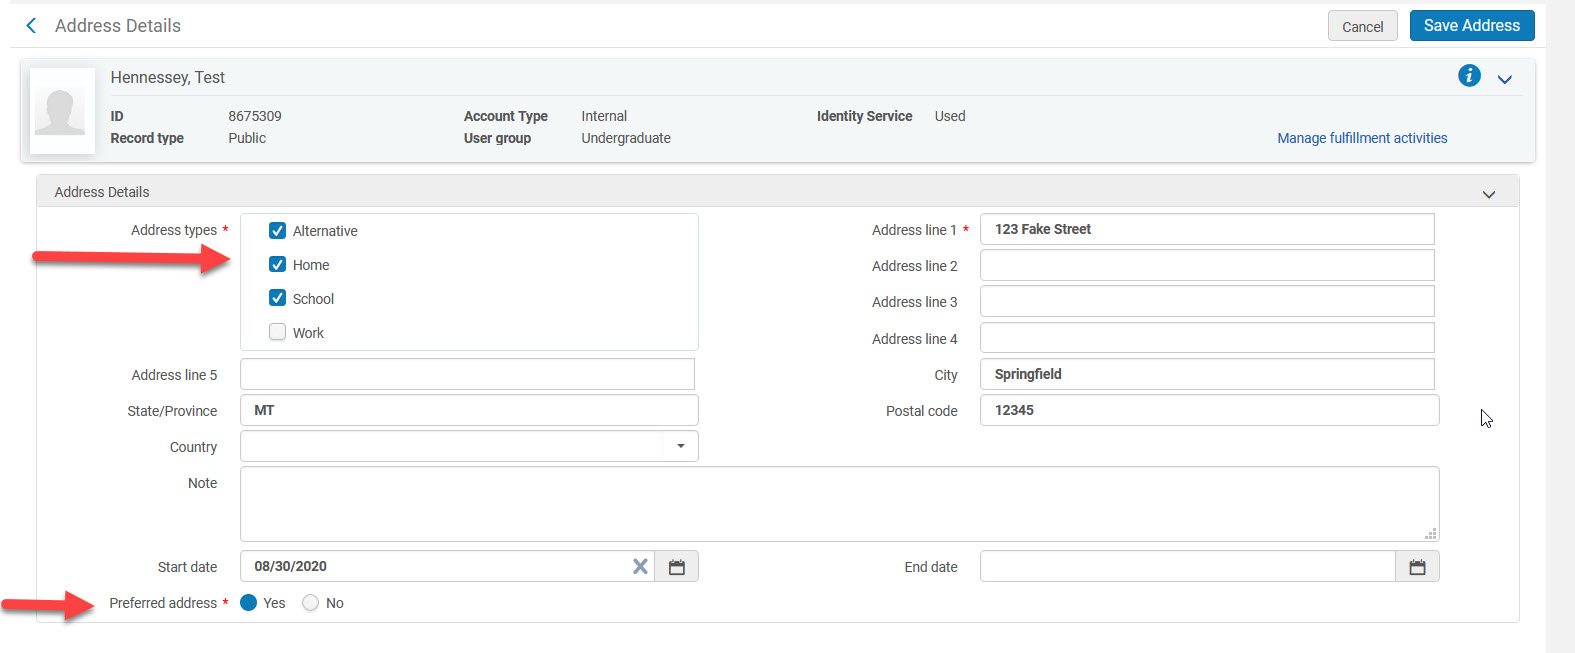 Address Details
Cancel
Save Address
Hennessey, Test
i
ID 8675309 Account Type Internal Identity Service Used
Record type Public User group Undergraduate Manage fulfillment activities
Address Details
Address types * Alternative Address line 1 * 123 Fake Street
Home Address line 2
School Address line 3
Work Address line 4
Address line 5 City Springfield
State/Province MT Postal code 12345
Country
Note
Start date 08/30/2020 End date
Preferred address * Yes No